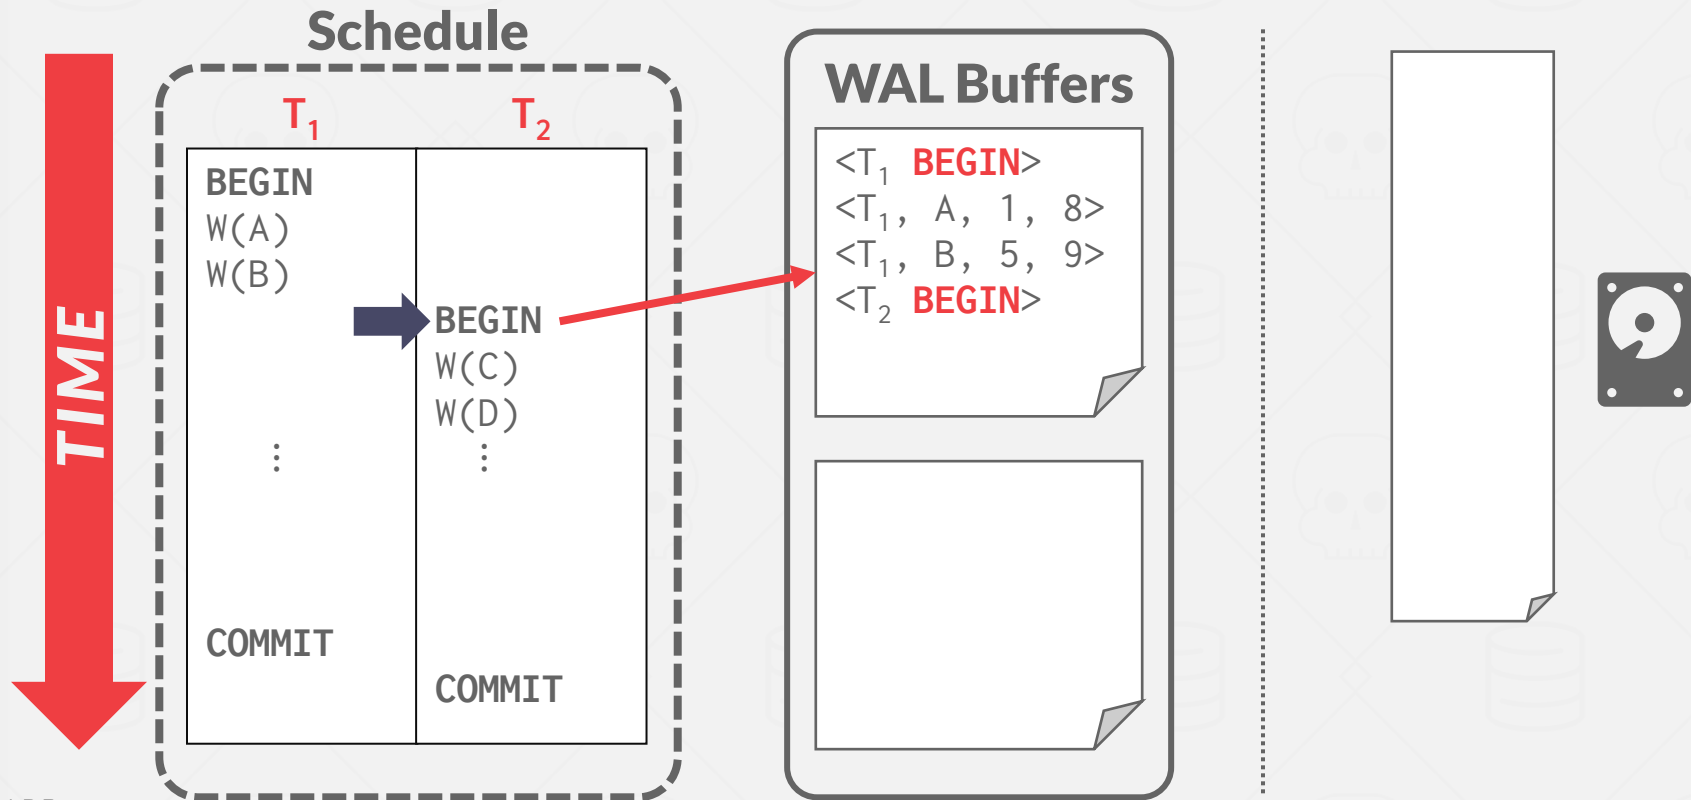 Schedule
TIME
T₁ T₂
BEGIN
W(A)
W(B)
BEGIN
W(C)
W(D)
⋮ ⋮
COMMIT
COMMIT
WAL Buffers
<T₁ BEGIN>
<T₁, A, 1, 8>
<T₁, B, 5, 9>
<T₂ BEGIN>